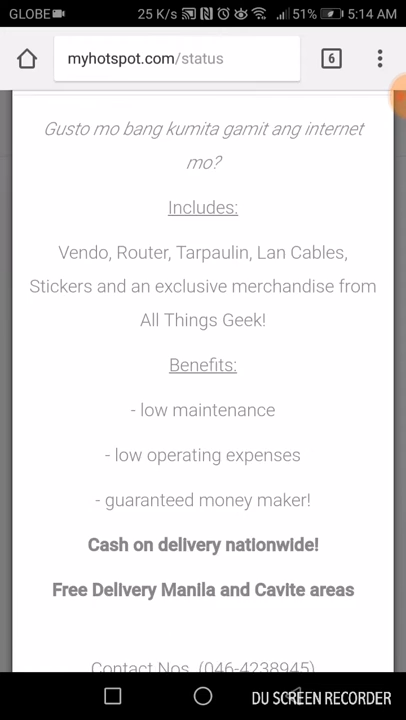 GLOBE 25 K/s 51% 5:14 AM
myhotspot.com/status 6
Gusto mo bang kumita gamit ang internet
mo?
Includes:
Vendo, Router, Tarpaulin, Lan Cables,
Stickers and an exclusive merchandise from
All Things Geek!
Benefits:
- low maintenance
- low operating expenses
- guaranteed money maker!
Cash on delivery nationwide!
Free Delivery Manila and Cavite areas
Contact Nos. (046-4238945)
DU SCREEN RECORDER